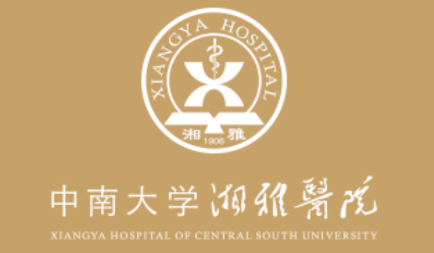 XIANGYA HOSPITAL
湘 雅
1906
中南大学湘雅醫院
XIANGYA HOSPITAL OF CENTRAL SOUTH UNIVERSITY